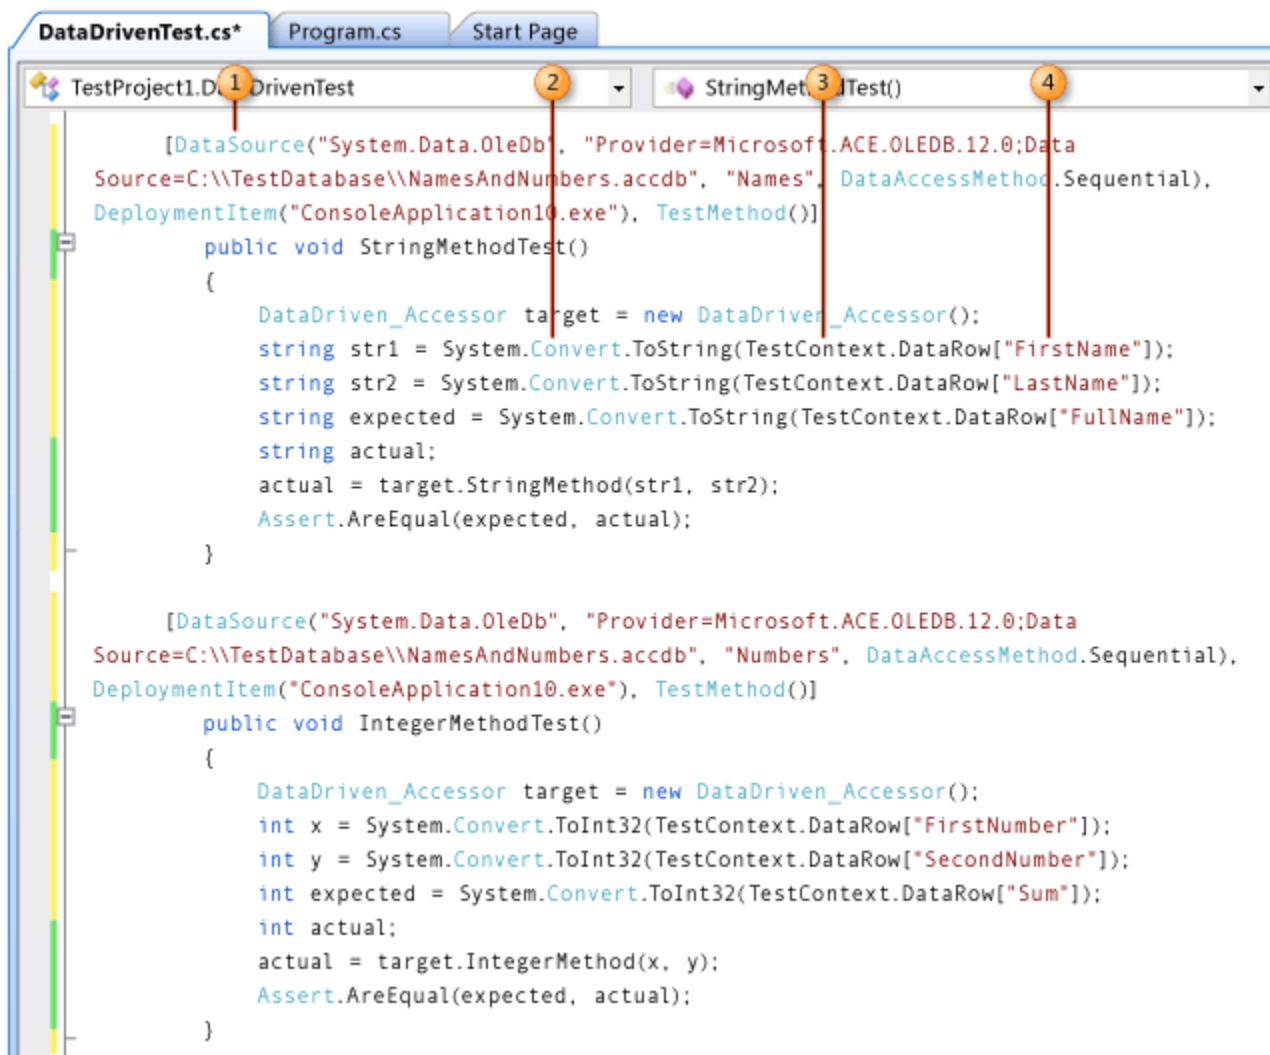 DataDrivenTest.cs* Program.cs Start Page
TestProject1.D 1 DrivenTest 2 StringMet 3 dTest() 4
[DataSource("System.Data.OleDb", "Provider=Microsoft.ACE.OLEDB.12.0;Data
Source=C:\\TestDatabase\\NamesAndNumbers.accdb", "Names", DataAccessMethod.Sequential),
DeploymentItem("ConsoleApplication10.exe"), TestMethod()]
public void StringMethodTest()
{
DataDriven_Accessor target = new DataDriven_Accessor();
string str1 = System.Convert.ToString(TestContext.DataRow["FirstName"]);
string str2 = System.Convert.ToString(TestContext.DataRow["LastName"]);
string expected = System.Convert.ToString(TestContext.DataRow["FullName"]);
string actual;
actual = target.StringMethod(str1, str2);
Assert.AreEqual(expected, actual);
}
[DataSource("System.Data.OleDb", "Provider=Microsoft.ACE.OLEDB.12.0;Data
Source=C:\\TestDatabase\\NamesAndNumbers.accdb", "Numbers", DataAccessMethod.Sequential),
DeploymentItem("ConsoleApplication10.exe"), TestMethod()]
public void IntegerMethodTest()
{
DataDriven_Accessor target = new DataDriven_Accessor();
int x = System.Convert.ToInt32(TestContext.DataRow["FirstNumber"]);
int y = System.Convert.ToInt32(TestContext.DataRow["SecondNumber"]);
int expected = System.Convert.ToInt32(TestContext.DataRow["Sum"]);
int actual;
actual = target.IntegerMethod(x, y);
Assert.AreEqual(expected, actual);
}